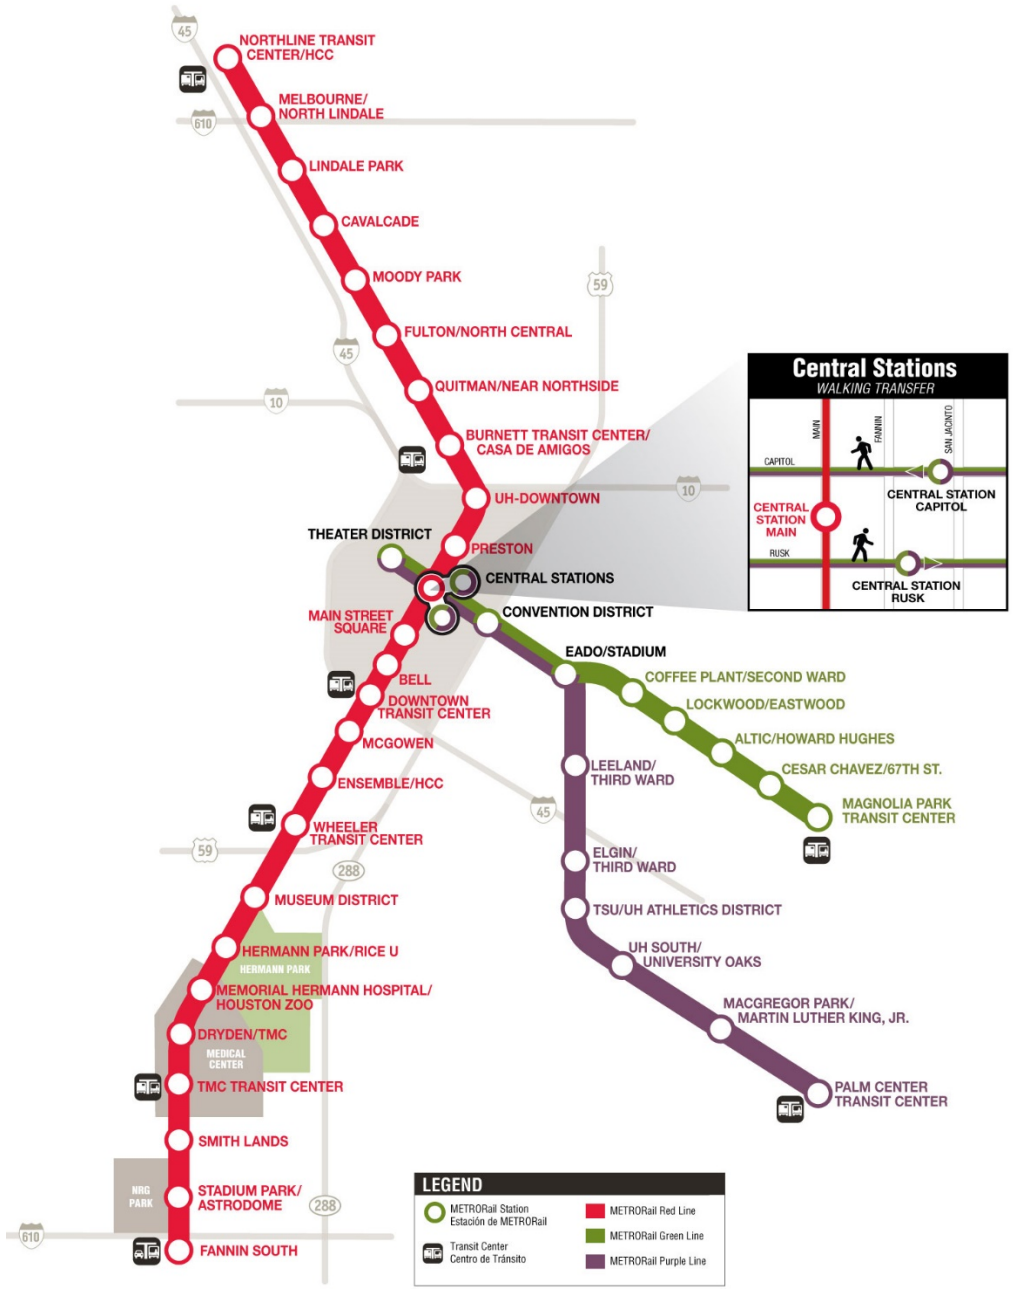 45
NORTHLINE TRANSIT
CENTER/HCC
MELBOURNE/
NORTH LINDALE
610
LINDALE PARK
CAVALCADE
MOODY PARK
59
FULTON/NORTH CENTRAL
45
QUITMAN/NEAR NORTHSIDE
10
BURNETT TRANSIT CENTER/
CASA DE AMIGOS
UH-DOWNTOWN
10
THEATER DISTRICT
PRESTON
CENTRAL STATIONS
CONVENTION DISTRICT
MAIN STREET
SQUARE
EADO/STADIUM
BELL
COFFEE PLANT/SECOND WARD
DOWNTOWN
TRANSIT CENTER
LOCKWOOD/EASTWOOD
MCGOWEN
ALTIC/HOWARD HUGHES
LEELAND/
THIRD WARD
CESAR CHAVEZ/67TH ST.
ENSEMBLE/HCC
45
MAGNOLIA PARK
TRANSIT CENTER
WHEELER
TRANSIT CENTER
59
288
ELGIN/
THIRD WARD
MUSEUM DISTRICT
TSU/UH ATHLETICS DISTRICT
HERMANN PARK/RICE U
HERMANN PARK
UH SOUTH/
UNIVERSITY OAKS
MEMORIAL HERMANN HOSPITAL/
HOUSTON ZOO
MACGREGOR PARK/
MARTIN LUTHER KING, JR.
DRYDEN/TMC
MEDICAL
CENTER
TMC TRANSIT CENTER
PALM CENTER
TRANSIT CENTER
SMITH LANDS
NRG
PARK
STADIUM PARK/
ASTRODOME
288
610
FANNIN SOUTH
Central Stations
WALKING TRANSFER
MAIN
FANNIN
SAN JACINTO
CAPITOL
CENTRAL STATION
CAPITOL
CENTRAL
STATION
MAIN
RUSK
CENTRAL STATION
RUSK
LEGEND
METRORail Station
Estación de METRORail
Transit Center
Centro de Tránsito
METRORail Red Line
METRORail Green Line
METRORail Purple Line